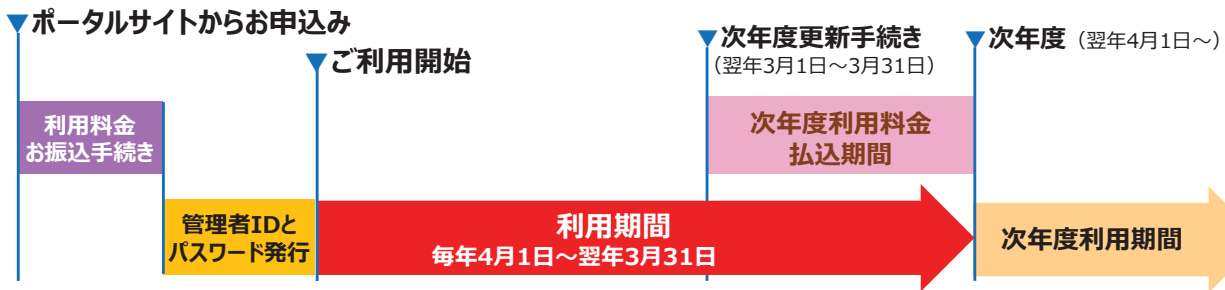 ポータルサイトからお申込み
ご利用開始
次年度更新手続き
（翌年3月1日～3月31日）
次年度（翌年4月1日～）
利用料金
お振込手続き
次年度利用料金
払込期間
管理者IDと
パスワード発行
利用期間
毎年4月1日～翌年3月31日
次年度利用期間